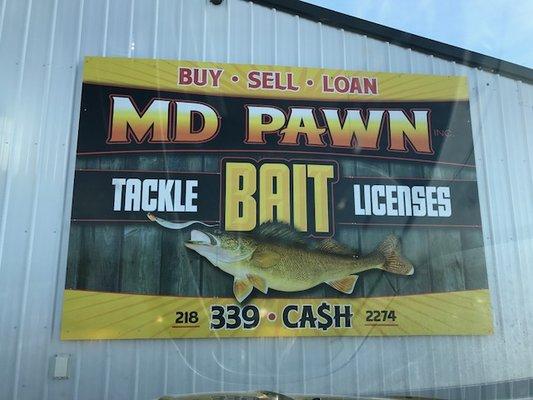 BUY • SELL • LOAN
MD PAWN INC.
TACKLE BAIT LICENSES
218 339 • CA$H 2274